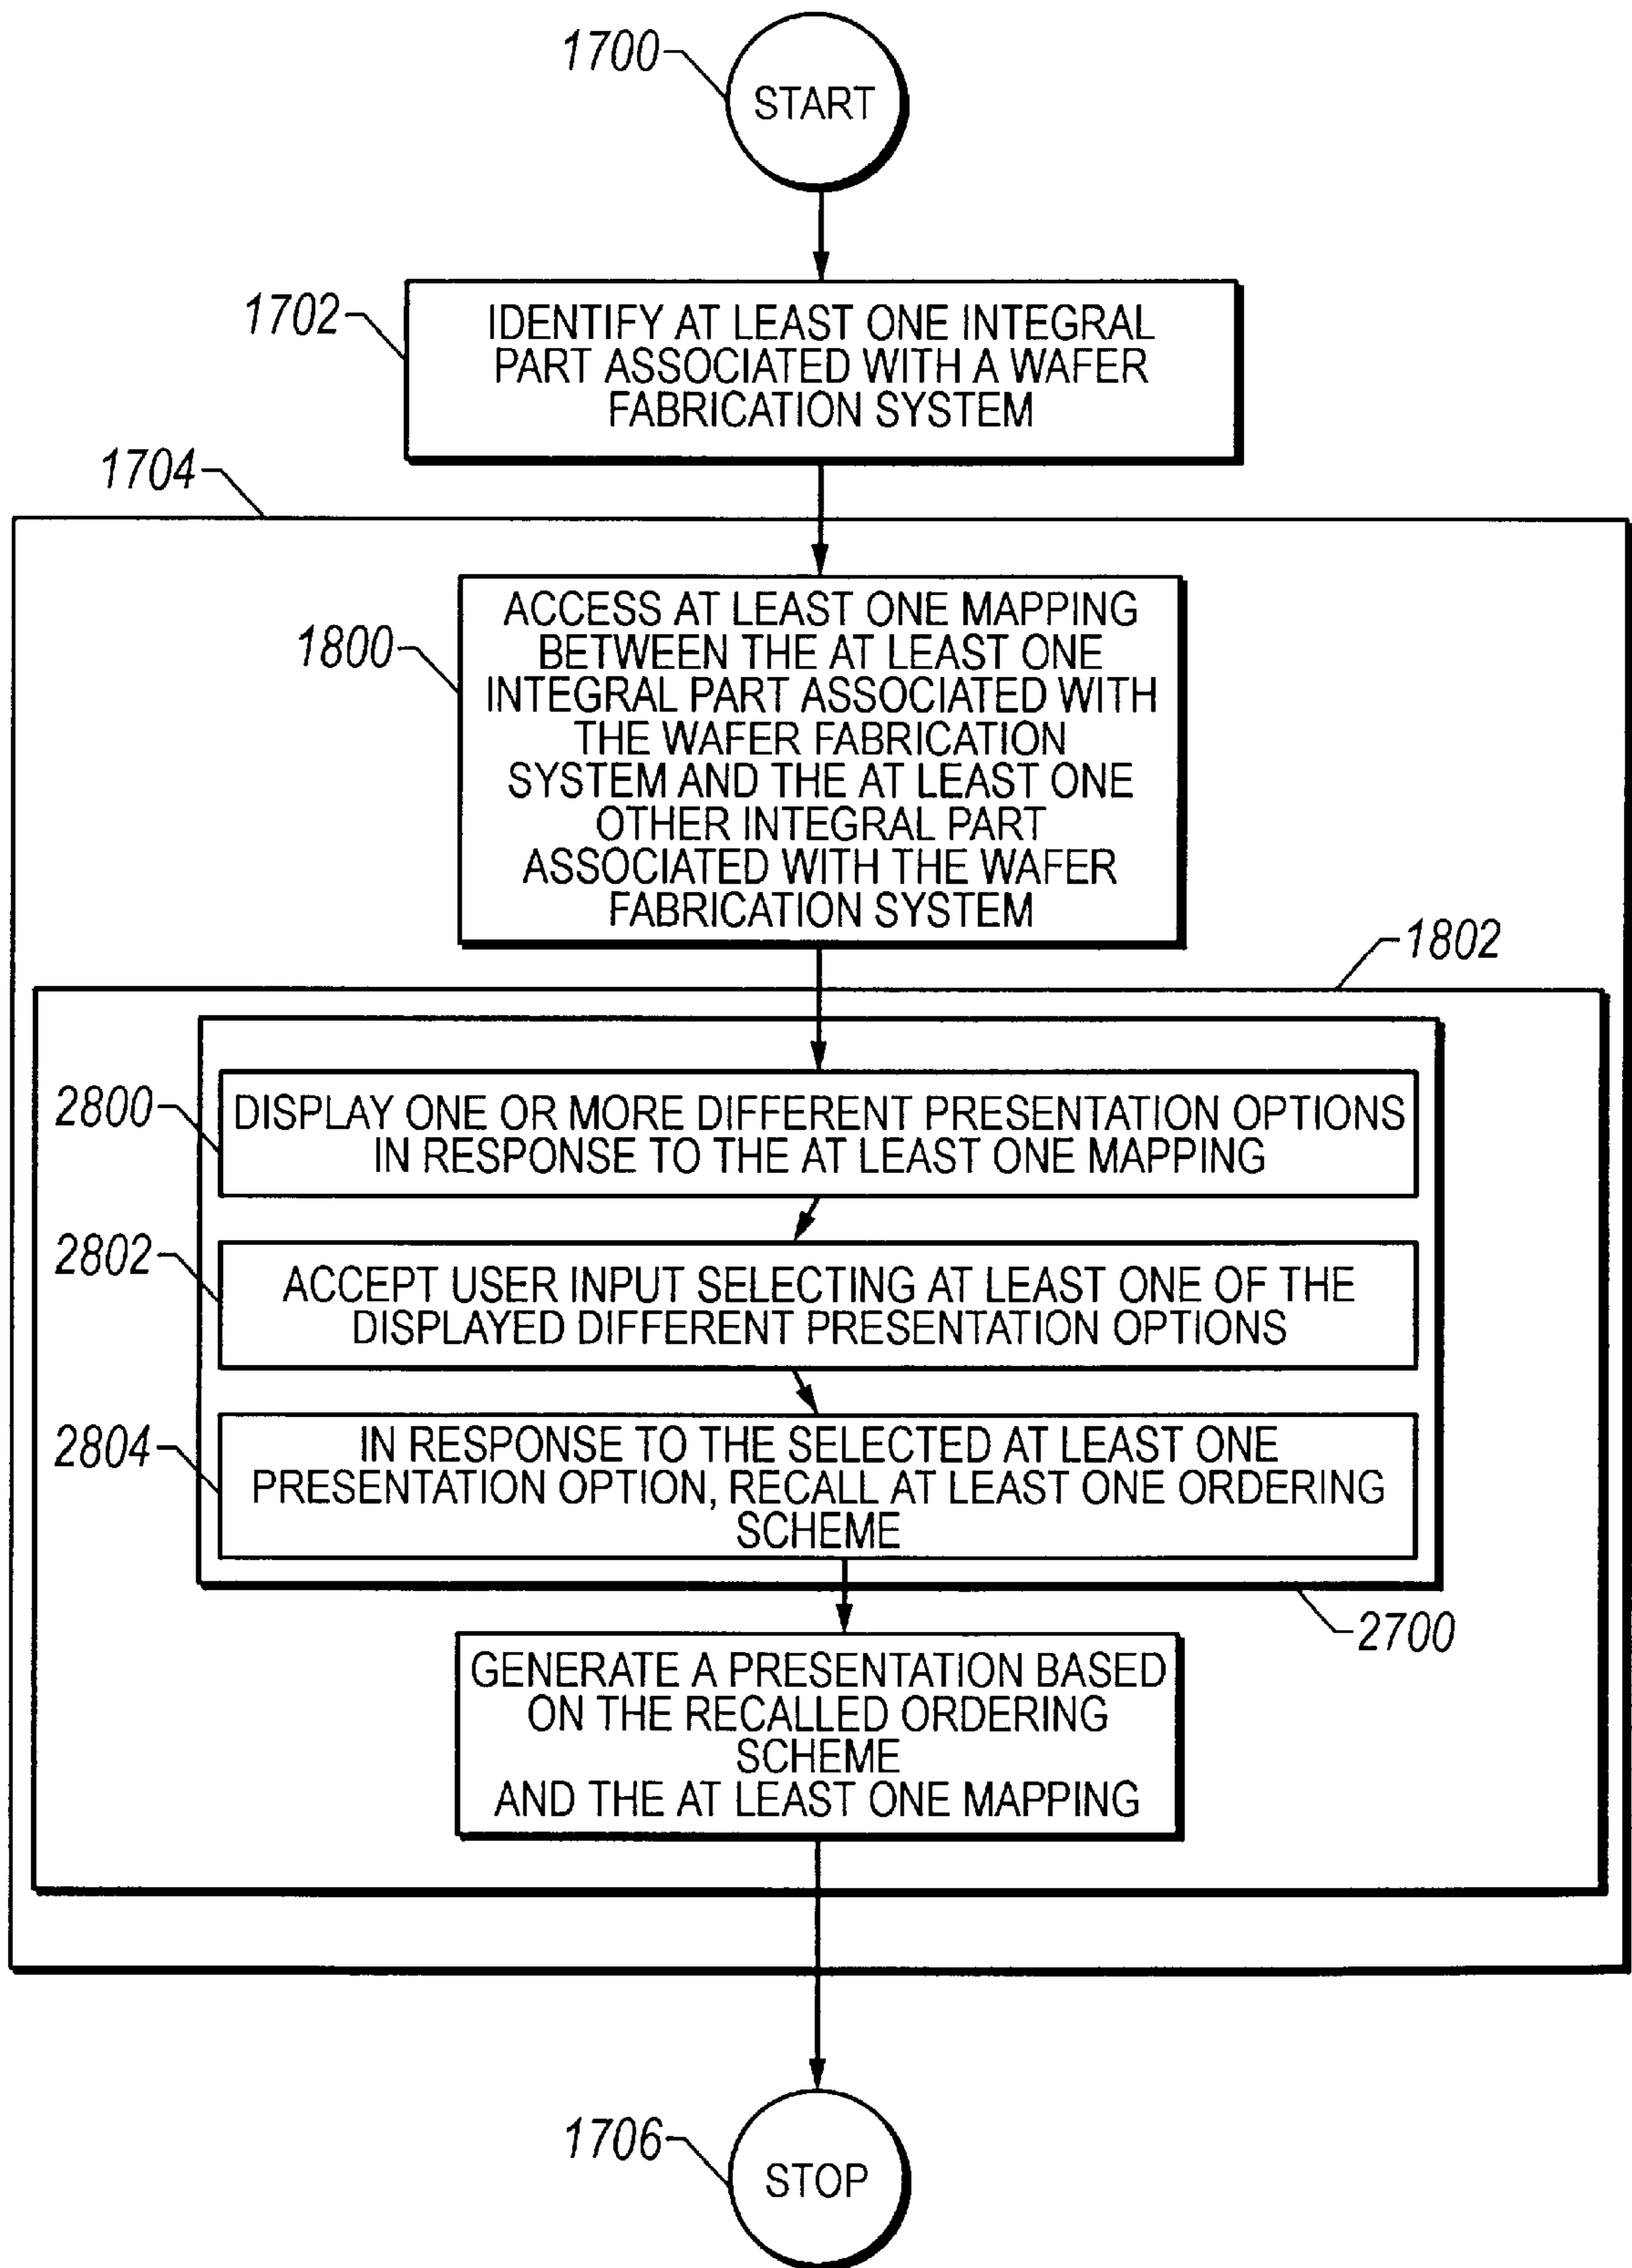 1700
START
1702
IDENTIFY AT LEAST ONE INTEGRAL
PART ASSOCIATED WITH A WAFER
FABRICATION SYSTEM
1704
1800
ACCESS AT LEAST ONE MAPPING
BETWEEN THE AT LEAST ONE
INTEGRAL PART ASSOCIATED WITH
THE WAFER FABRICATION
SYSTEM AND THE AT LEAST ONE
OTHER INTEGRAL PART
ASSOCIATED WITH THE WAFER
FABRICATION SYSTEM
1802
2800
DISPLAY ONE OR MORE DIFFERENT PRESENTATION OPTIONS
IN RESPONSE TO THE AT LEAST ONE MAPPING
2802
ACCEPT USER INPUT SELECTING AT LEAST ONE OF THE
DISPLAYED DIFFERENT PRESENTATION OPTIONS
2804
IN RESPONSE TO THE SELECTED AT LEAST ONE
PRESENTATION OPTION, RECALL AT LEAST ONE ORDERING
SCHEME
2700
GENERATE A PRESENTATION BASED
ON THE RECALLED ORDERING
SCHEME
AND THE AT LEAST ONE MAPPING
1706
STOP